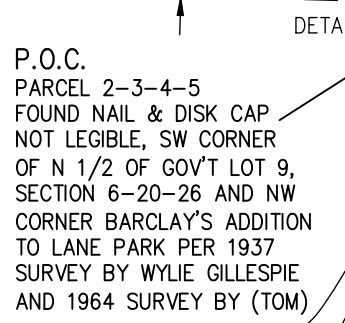 DETA
P.O.C.
PARCEL 2-3-4-5
FOUND NAIL & DISK CAP
NOT LEGIBLE, SW CORNER
OF N 1/2 OF GOV'T LOT 9,
SECTION 6-20-26 AND NW
CORNER BARCLAY'S ADDITION
TO LANE PARK PER 1937
SURVEY BY WYLIE GILLESPIE
AND 1964 SURVEY BY (TOM)